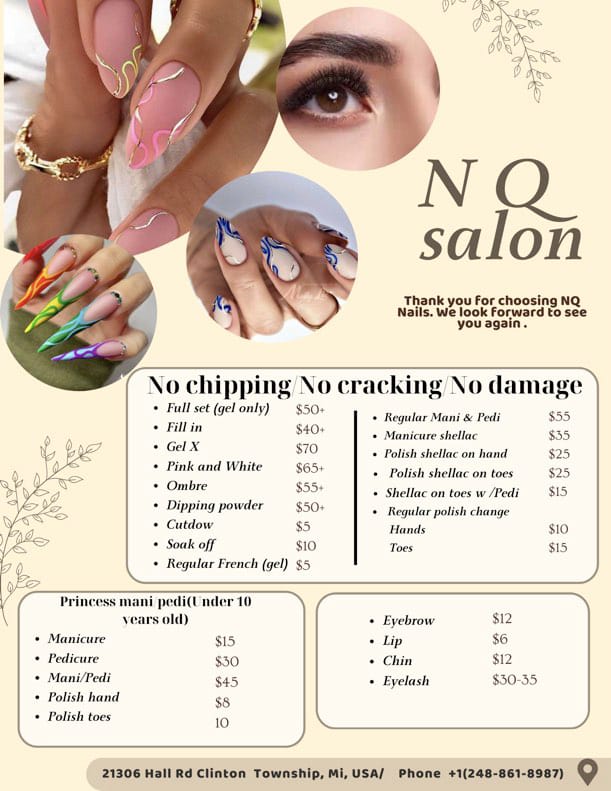 N Q
salon
Thank you for choosing NQ
Nails. We look forward to see
you again .
No chipping/No cracking/No damage
Full set (gel only) $50+
Fill in $40+
Gel X $70
Pink and White $65+
Ombre $55+
Dipping powder $50+
Cutdow $5
Soak off $10
Regular French (gel) $5
Regular Mani & Pedi $55
Manicure shellac $35
Polish shellac on hand $25
Polish shellac on toes $25
Shellac on toes w /Pedi $15
Regular polish change
Hands $10
Toes $15
Princess mani pedi(Under 10
years old)
Manicure $15
Pedicure $30
Mani/Pedi $45
Polish hand $8
Polish toes 10
Eyebrow $12
Lip $6
Chin $12
Eyelash $30-35
21306 Hall Rd Clinton Township, Mi, USA/ Phone +1(248-861-8987)